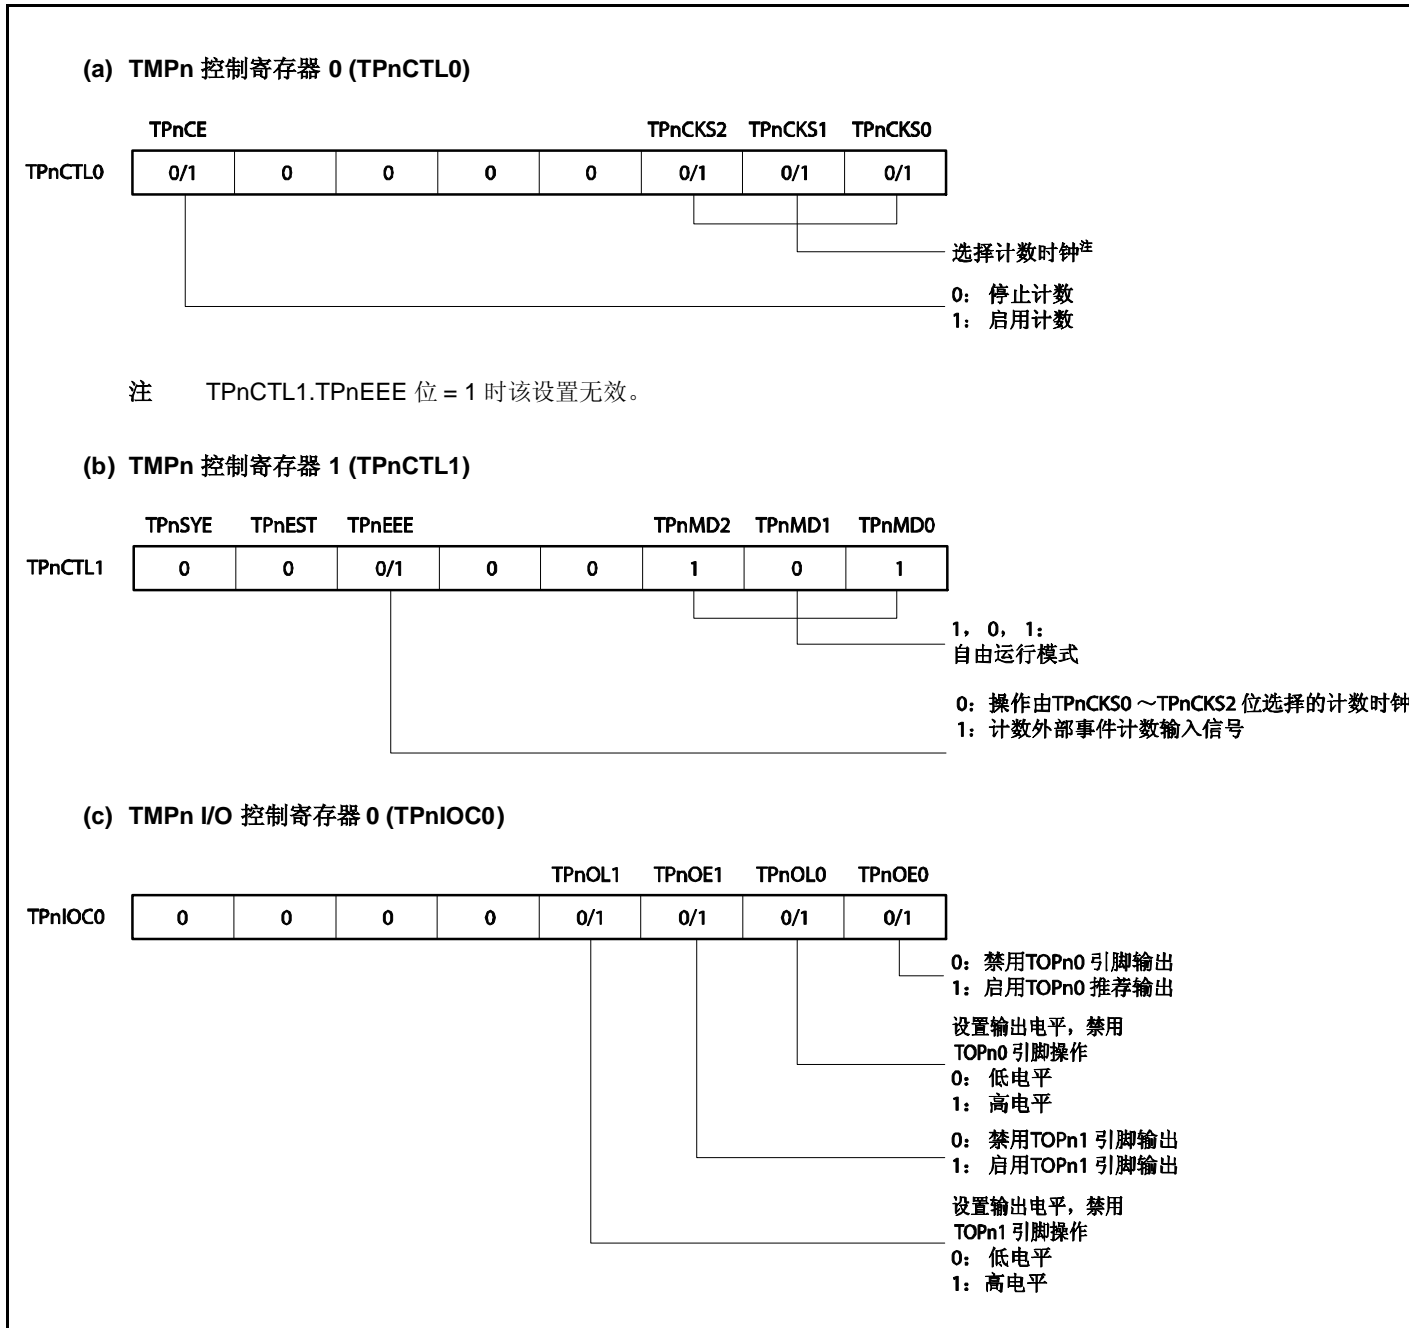 (a) TMPn 控制寄存器 0 (TPnCTL0)
TPnCE TPnCKS2 TPnCKS1 TPnCKS0
TPnCTL0 0/1 0 0 0 0 0/1 0/1 0/1
选择计数时钟注
0： 停止计数
1： 启用计数
注 TPnCTL1.TPnEEE 位 = 1 时该设置无效。
(b) TMPn 控制寄存器 1 (TPnCTL1)
TPnSYE TPnEST TPnEEE TPnMD2 TPnMD1 TPnMD0
TPnCTL1 0 0 0/1 0 0 1 0 1
1， 0， 1：
自由运行模式
0：操作由TPnCKS0 ～TPnCKS2 位选择的计数时钟
1：计数外部事件计数输入信号
(c) TMPn I/O 控制寄存器 0 (TPnIOC0)
TPnOL1 TPnOE1 TPnOL0 TPnOE0
TPnIOC0 0 0 0 0 0/1 0/1 0/1 0/1
0：禁用TOPn0 引脚输出
1：启用TOPn0 推荐输出
设置输出电平，禁用
TOPn0 引脚操作
0： 低电平
1： 高电平
0： 禁用TOPn1 引脚输出
1： 启用TOPn1 引脚输出
设置输出电平，禁用
TOPn1 引脚操作
0： 低电平
1：高电平